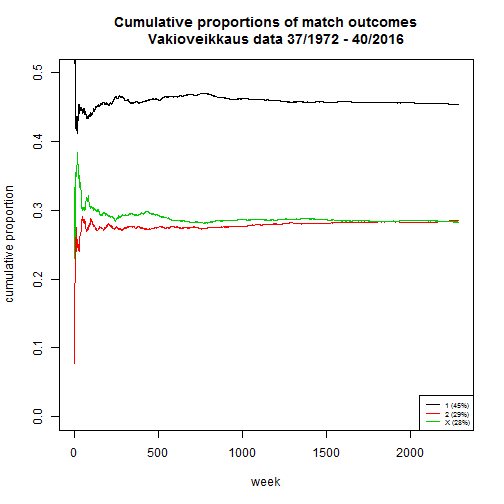 Cumulative proportions of match outcomes
Vakioveikkaus data 37/1972 - 40/2016
cumulative proportion
0.5
0.4
0.3
0.2
0.1
0.0
1 (45%)
2 (29%)
X (28%)
0 500 1000 1500 2000
week